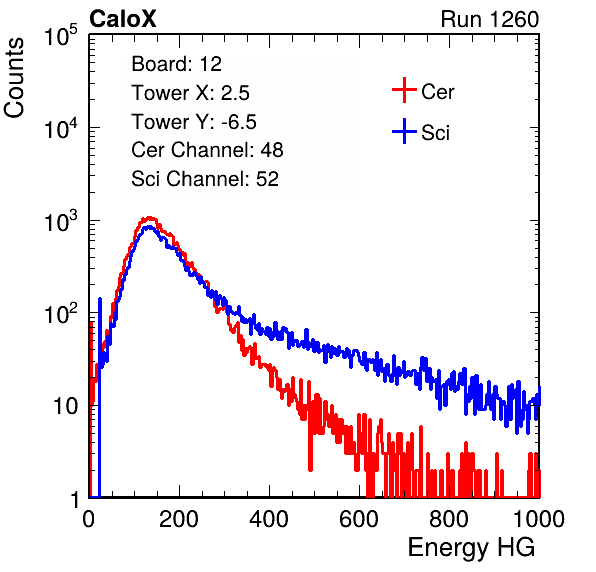 CaloX Run 1260
Counts
Board: 12
Tower X: 2.5
Tower Y: -6.5
Cer Channel: 48
Sci Channel: 52
Cer
Sci
10^5
10^4
10^3
10^2
10
1
0 200 400 600 800 1000
Energy HG